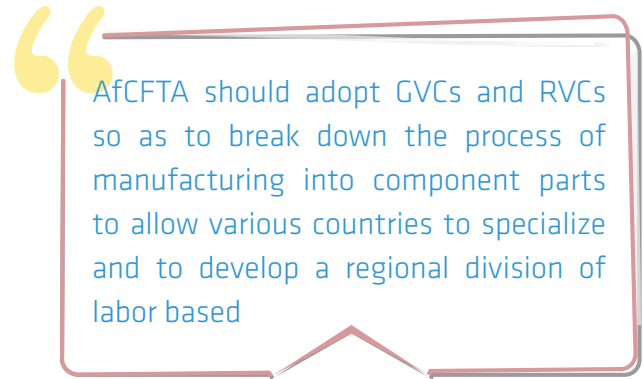 AfCFTA should adopt GVCs and RVCs
so as to break down the process of
manufacturing into component parts
to allow various countries to specialize
and to develop a regional division of
labor based